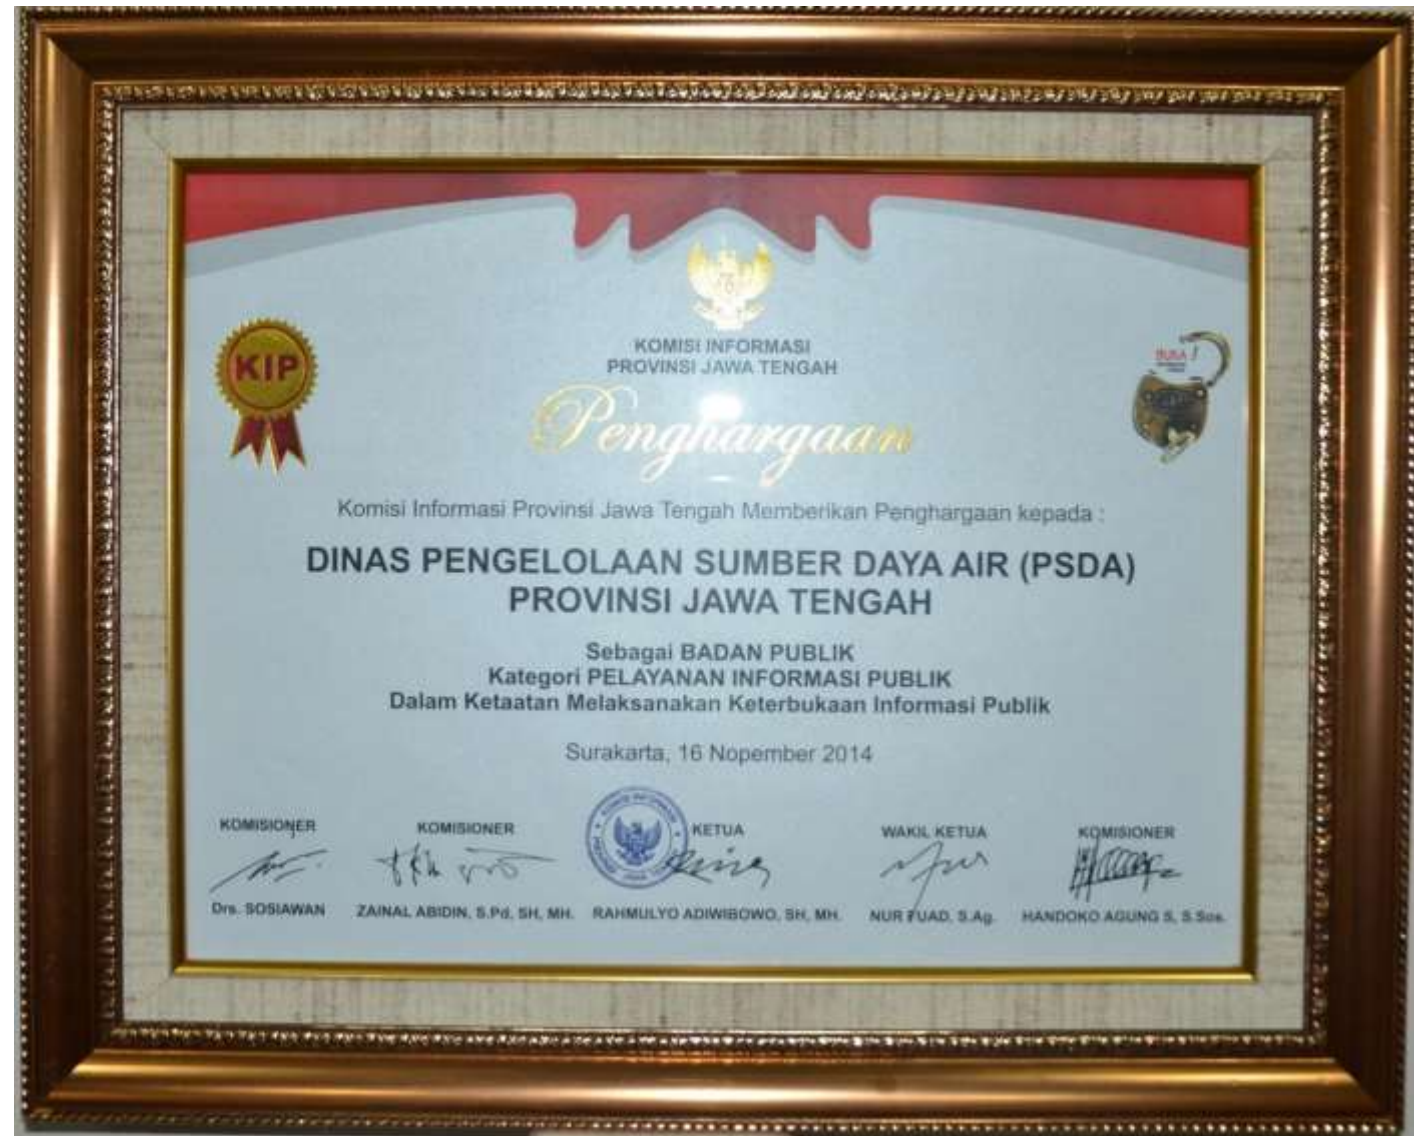 KOMISI INFORMASI
PROVINSI JAWA TENGAH
KIP
BUKA !
Penghargaan
Komisi Informasi Provinsi Jawa Tengah Memberikan Penghargaan kepada :
DINAS PENGELOLAAN SUMBER DAYA AIR (PSDA)
PROVINSI JAWA TENGAH
Sebagai BADAN PUBLIK
Kategori PELAYANAN INFORMASI PUBLIK
Dalam Ketaatan Melaksanakan Keterbukaan Informasi Publik
Surakarta, 16 Nopember 2014
KOMISIONER KOMISIONER KETUA WAKIL KETUA KOMISIONER
Drs. SOSIAWAN ZAINAL ABIDIN, S.Pd, SH, MH. RAHMULYO ADIWIBOWO, SH, MH. NUR FUAD, S.Ag. HANDOKO AGUNG S, S.Sos.